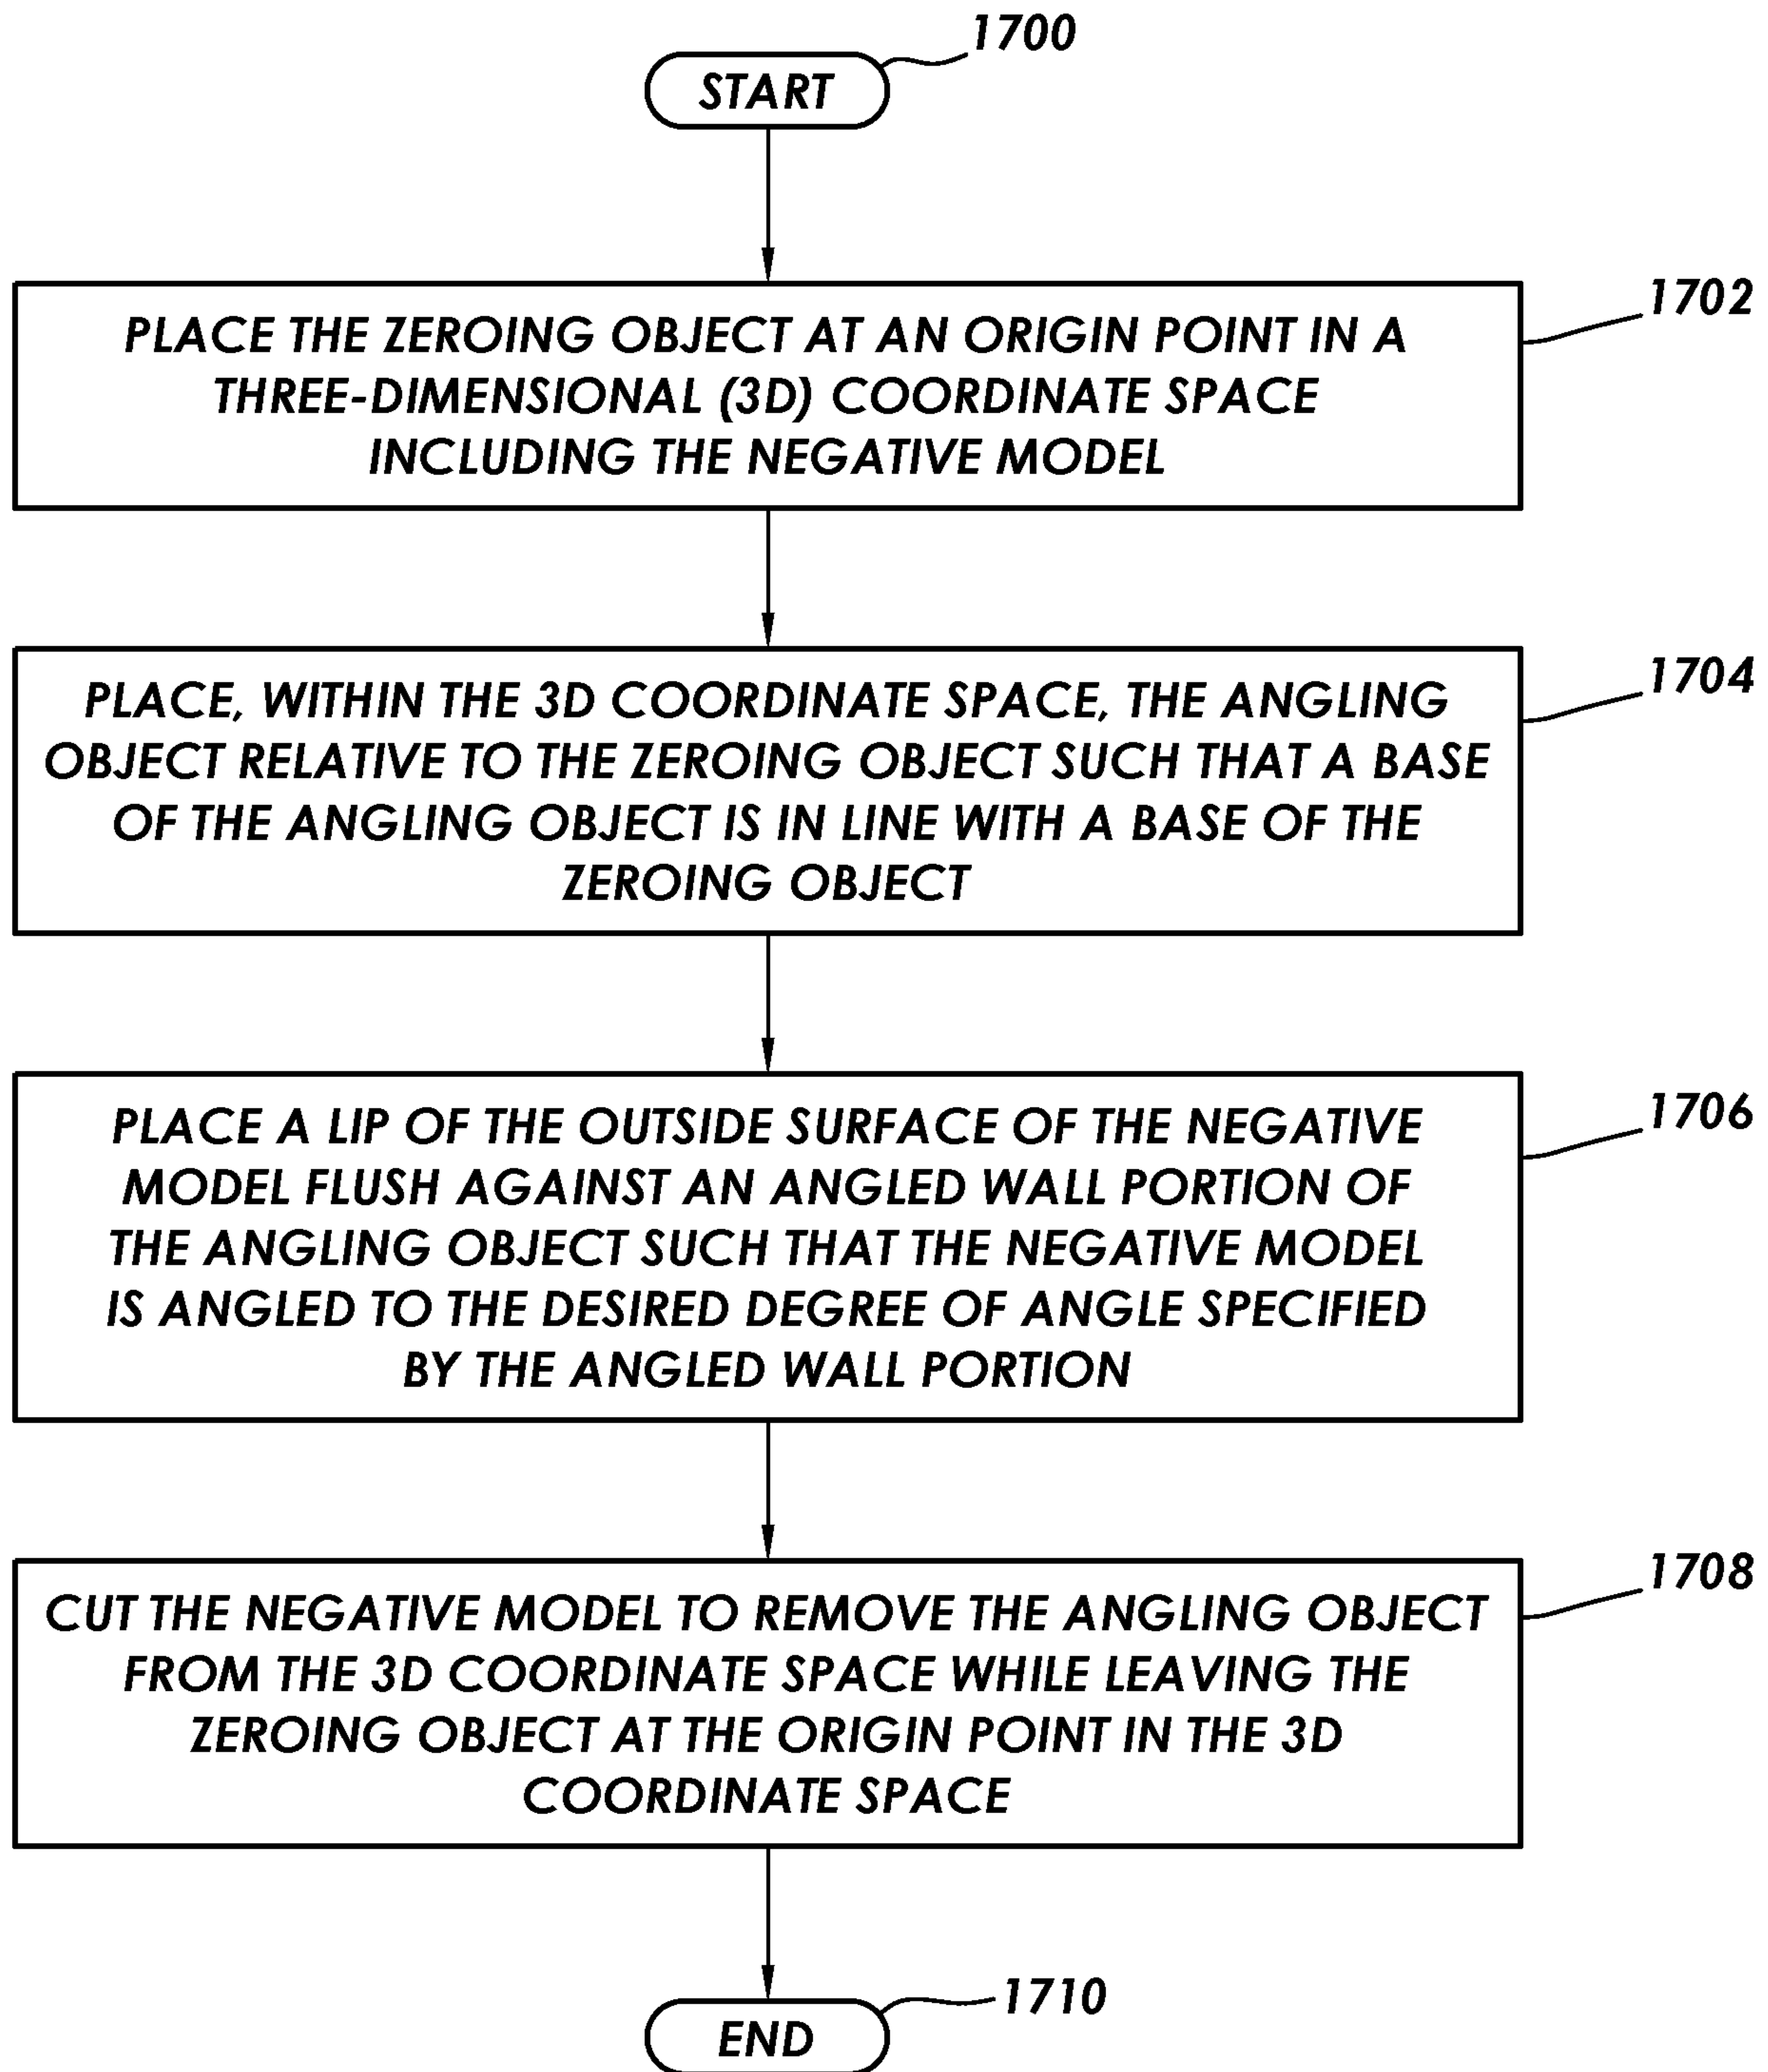 1700
START
1702
PLACE THE ZEROING OBJECT AT AN ORIGIN POINT IN A
THREE-DIMENSIONAL (3D) COORDINATE SPACE
INCLUDING THE NEGATIVE MODEL
1704
PLACE, WITHIN THE 3D COORDINATE SPACE, THE ANGLING
OBJECT RELATIVE TO THE ZEROING OBJECT SUCH THAT A BASE
OF THE ANGLING OBJECT IS IN LINE WITH A BASE OF THE
ZEROING OBJECT
1706
PLACE A LIP OF THE OUTSIDE SURFACE OF THE NEGATIVE
MODEL FLUSH AGAINST AN ANGLED WALL PORTION OF
THE ANGLING OBJECT SUCH THAT THE NEGATIVE MODEL
IS ANGLED TO THE DESIRED DEGREE OF ANGLE SPECIFIED
BY THE ANGLED WALL PORTION
1708
CUT THE NEGATIVE MODEL TO REMOVE THE ANGLING OBJECT
FROM THE 3D COORDINATE SPACE WHILE LEAVING THE
ZEROING OBJECT AT THE ORIGIN POINT IN THE 3D
COORDINATE SPACE
1710
END